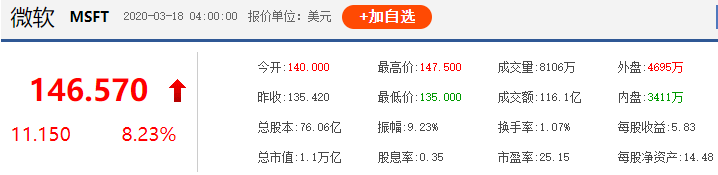 微软 MSFT 2020-03-18 04:00:00 报价单位：美元 +加自选
146.570
11.150 8.23%
今开:140.000 最高价:147.500 成交量:8106万 外盘:4695万
昨收:135.420 最低价:135.000 成交额:116.1亿 内盘:3411万
总股本:76.06亿 振幅:9.23% 换手率:1.07% 每股收益:5.83
总市值:1.1万亿 股息率:0.35 市盈率:25.15 每股净资产:14.48